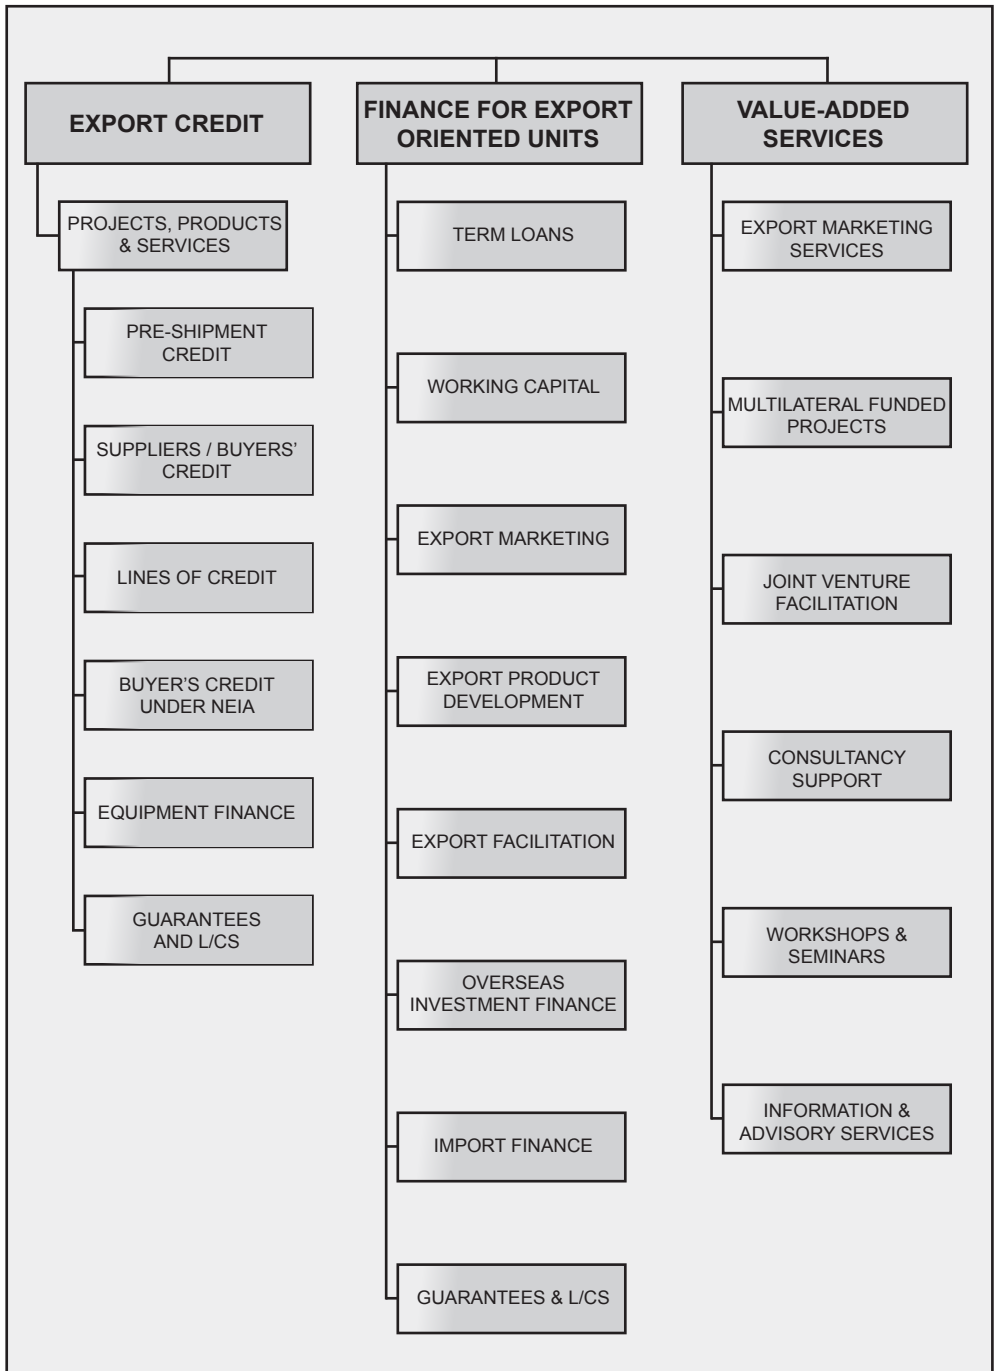 EXPORT CREDIT
PROJECTS, PRODUCTS
& SERVICES
PRE-SHIPMENT
CREDIT
SUPPLIERS / BUYERS’
CREDIT
LINES OF CREDIT
BUYER’S CREDIT
UNDER NEIA
EQUIPMENT FINANCE
GUARANTEES
AND L/CS
FINANCE FOR EXPORT
ORIENTED UNITS
TERM LOANS
WORKING CAPITAL
EXPORT MARKETING
EXPORT PRODUCT
DEVELOPMENT
EXPORT FACILITATION
OVERSEAS
INVESTMENT FINANCE
IMPORT FINANCE
GUARANTEES & L/CS
VALUE-ADDED
SERVICES
EXPORT MARKETING
SERVICES
MULTILATERAL FUNDED
PROJECTS
JOINT VENTURE
FACILITATION
CONSULTANCY
SUPPORT
WORKSHOPS &
SEMINARS
INFORMATION &
ADVISORY SERVICES